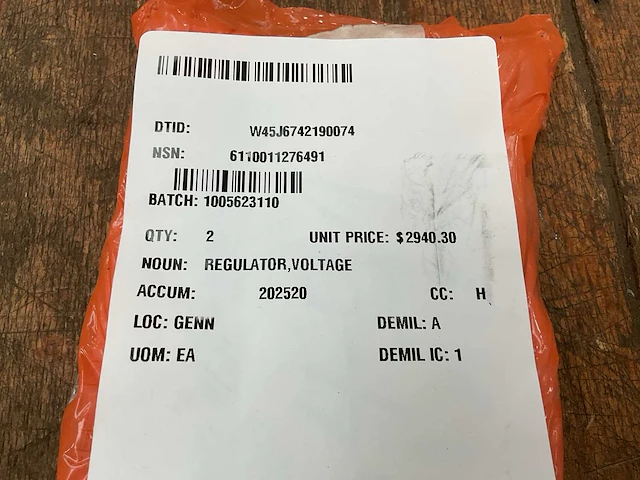 DTID: W45J6742190074
NSN: 6110011276491
BATCH: 1005623110
QTY: 2 UNIT PRICE: $2940.30
NOUN: REGULATOR,VOLTAGE
ACCUM: 202520 CC: H
LOC: GENN DEMIL: A
UOM: EA DEMIL IC: 1